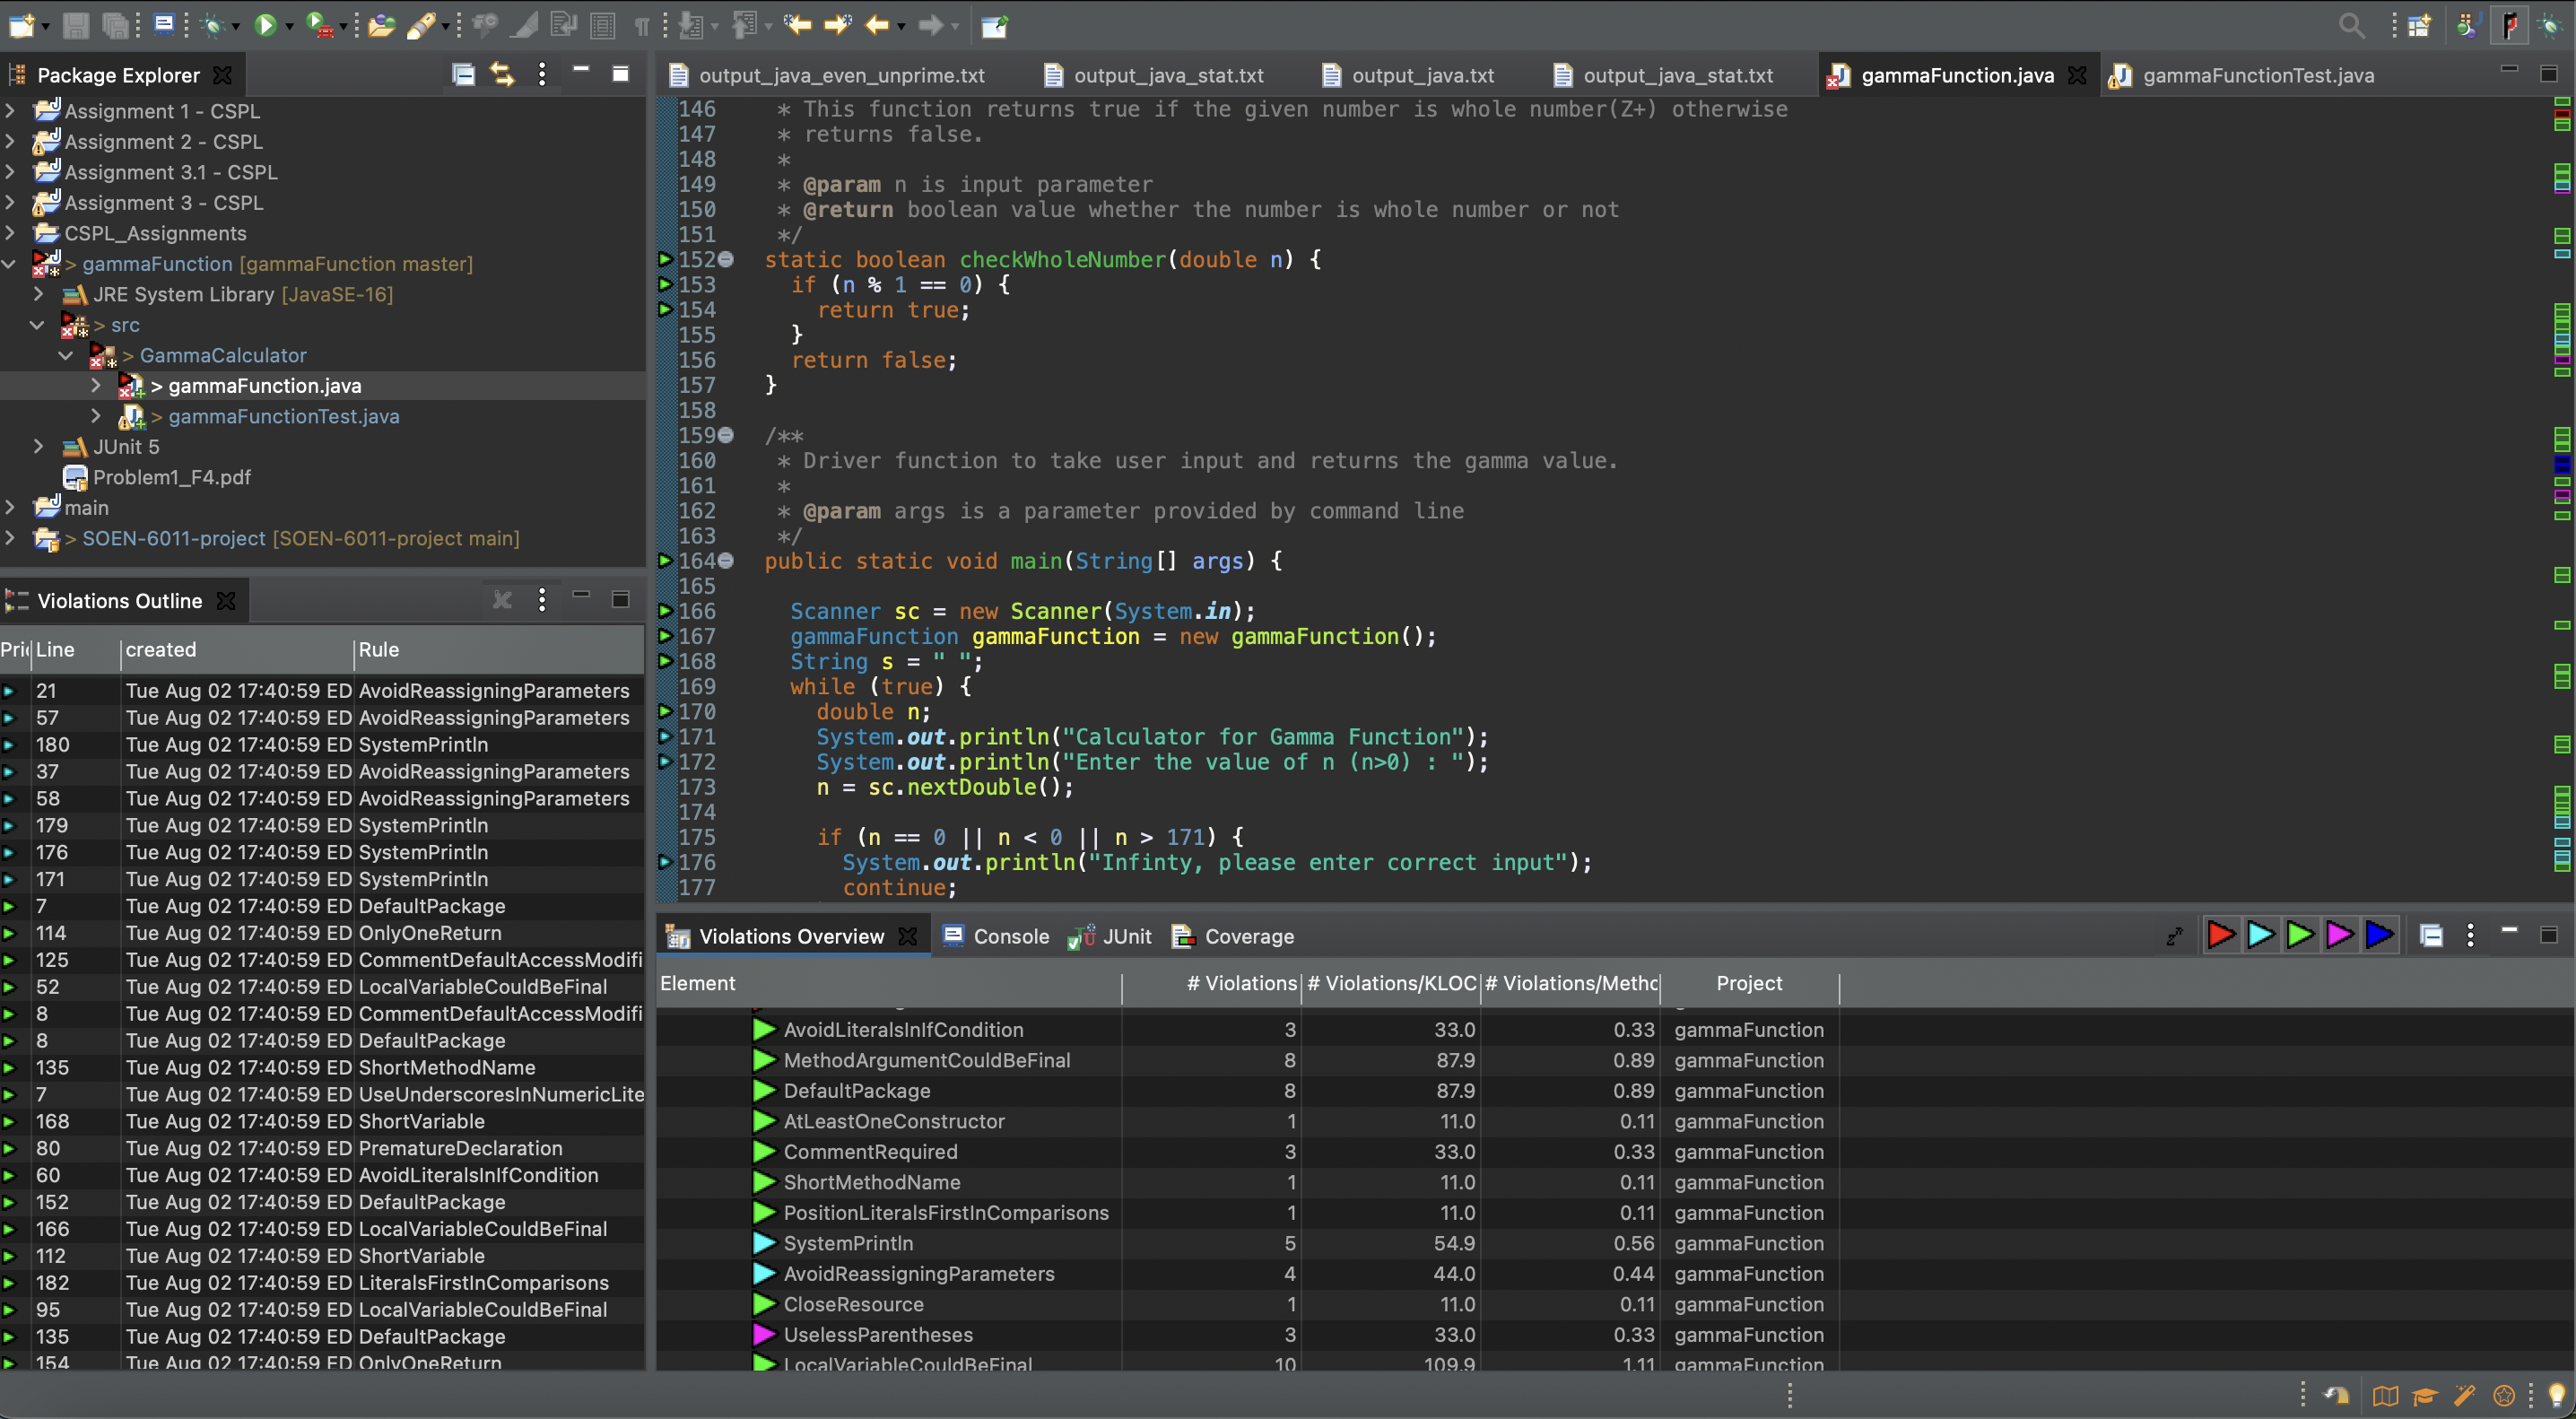 Package Explorer
Assignment 1 - CSPL
Assignment 2 - CSPL
Assignment 3.1 - CSPL
Assignment 3 - CSPL
CSPL_Assignments
> gammaFunction [gammaFunction master]
JRE System Library [JavaSE-16]
> src
> GammaCalculator
> gammaFunction.java
> gammaFunctionTest.java
JUnit 5
Problem1_F4.pdf
main
> SOEN-6011-project [SOEN-6011-project main]
Violations Outline
Pri Line created Rule
21 Tue Aug 02 17:40:59 ED AvoidReassigningParameters
57 Tue Aug 02 17:40:59 ED AvoidReassigningParameters
180 Tue Aug 02 17:40:59 ED SystemPrintln
37 Tue Aug 02 17:40:59 ED AvoidReassigningParameters
58 Tue Aug 02 17:40:59 ED AvoidReassigningParameters
179 Tue Aug 02 17:40:59 ED SystemPrintln
176 Tue Aug 02 17:40:59 ED SystemPrintln
171 Tue Aug 02 17:40:59 ED SystemPrintln
7 Tue Aug 02 17:40:59 ED DefaultPackage
114 Tue Aug 02 17:40:59 ED OnlyOneReturn
125 Tue Aug 02 17:40:59 ED CommentDefaultAccessModifi
52 Tue Aug 02 17:40:59 ED LocalVariableCouldBeFinal
8 Tue Aug 02 17:40:59 ED CommentDefaultAccessModifi
8 Tue Aug 02 17:40:59 ED DefaultPackage
135 Tue Aug 02 17:40:59 ED ShortMethodName
7 Tue Aug 02 17:40:59 ED UseUnderscoresInNumericLite
168 Tue Aug 02 17:40:59 ED ShortVariable
80 Tue Aug 02 17:40:59 ED PrematureDeclaration
60 Tue Aug 02 17:40:59 ED AvoidLiteralsInIfCondition
152 Tue Aug 02 17:40:59 ED DefaultPackage
166 Tue Aug 02 17:40:59 ED LocalVariableCouldBeFinal
112 Tue Aug 02 17:40:59 ED ShortVariable
182 Tue Aug 02 17:40:59 ED LiteralsFirstInComparisons
95 Tue Aug 02 17:40:59 ED LocalVariableCouldBeFinal
135 Tue Aug 02 17:40:59 ED DefaultPackage
154 Tue Aug 02 17:40:59 ED OnlyOneReturn
output_java_even_unprime.txt output_java_stat.txt output_java.txt output_java_stat.txt gammaFunction.java gammaFunctionTest.java
146 * This function returns true if the given number is whole number(Z+) otherwise
147 * returns false.
148 *
149 * @param n is input parameter
150 * @return boolean value whether the number is whole number or not
151 */
152 static boolean checkWholeNumber(double n) {
153 if (n % 1 == 0) {
154 return true;
155 }
156 return false;
157 }
158
159 /**
160 * Driver function to take user input and returns the gamma value.
161 *
162 * @param args is a parameter provided by command line
163 */
164 public static void main(String[] args) {
165
166 Scanner sc = new Scanner(System.in);
167 gammaFunction gammaFunction = new gammaFunction();
168 String s = " ";
169 while (true) {
170 double n;
171 System.out.println("Calculator for Gamma Function");
172 System.out.println("Enter the value of n (n>0) : ");
173 n = sc.nextDouble();
174
175 if (n == 0 || n < 0 || n > 171) {
176 System.out.println("Infinty, please enter correct input");
177 continue;
Violations Overview Console JUnit Coverage
Element # Violations # Violations/KLOC # Violations/Metho Project
AvoidLiteralsInIfCondition 3 33.0 0.33 gammaFunction
MethodArgumentCouldBeFinal 8 87.9 0.89 gammaFunction
DefaultPackage 8 87.9 0.89 gammaFunction
AtLeastOneConstructor 1 11.0 0.11 gammaFunction
CommentRequired 3 33.0 0.33 gammaFunction
ShortMethodName 1 11.0 0.11 gammaFunction
PositionLiteralsFirstInComparisons 1 11.0 0.11 gammaFunction
SystemPrintln 5 54.9 0.56 gammaFunction
AvoidReassigningParameters 4 44.0 0.44 gammaFunction
CloseResource 1 11.0 0.11 gammaFunction
UselessParentheses 3 33.0 0.33 gammaFunction
LocalVariableCouldBeFinal 10 109.9 1.11 gammaFunction